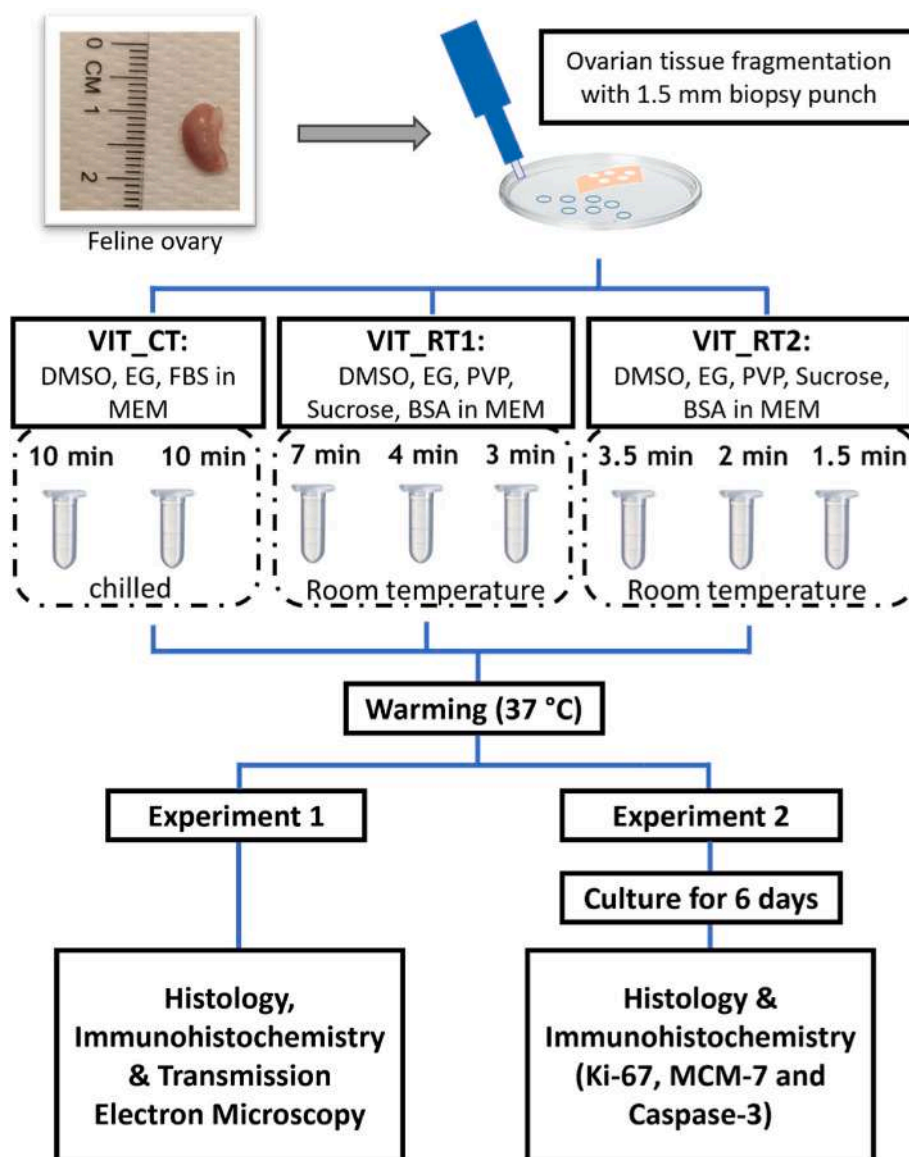 0 CM 1 2
Ovarian tissue fragmentation
with 1.5 mm biopsy punch
Feline ovary
VIT_CT:
DMSO, EG, FBS in
MEM
10 min 10 min
chilled
VIT_RT1:
DMSO, EG, PVP,
Sucrose, BSA in MEM
7 min 4 min 3 min
Room temperature
VIT_RT2:
DMSO, EG, PVP, Sucrose,
BSA in MEM
3.5 min 2 min 1.5 min
Room temperature
Warming (37 °C)
Experiment 1
Experiment 2
Culture for 6 days
Histology,
Immunohistochemistry
& Transmission
Electron Microscopy
Histology &
Immunohistochemistry
(Ki-67, MCM-7 and
Caspase-3)